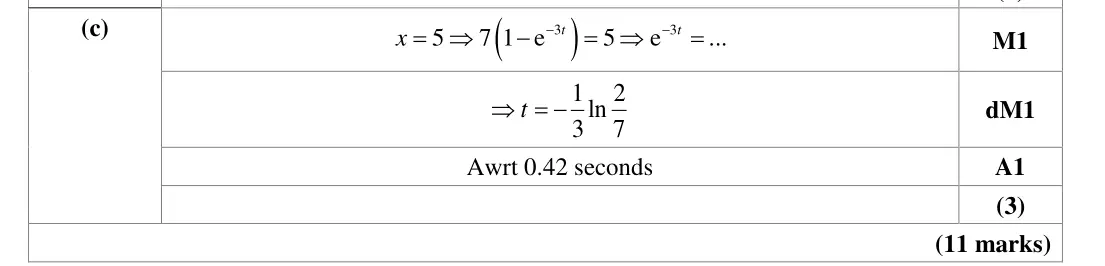 (c)
x = 5 ⇒ 7(1 − e⁻³ᵗ) = 5 ⇒ e⁻³ᵗ = ...
M1
⇒ t = −1/3 ln 2/7
dM1
Awrt 0.42 seconds
A1
(3)
(11 marks)